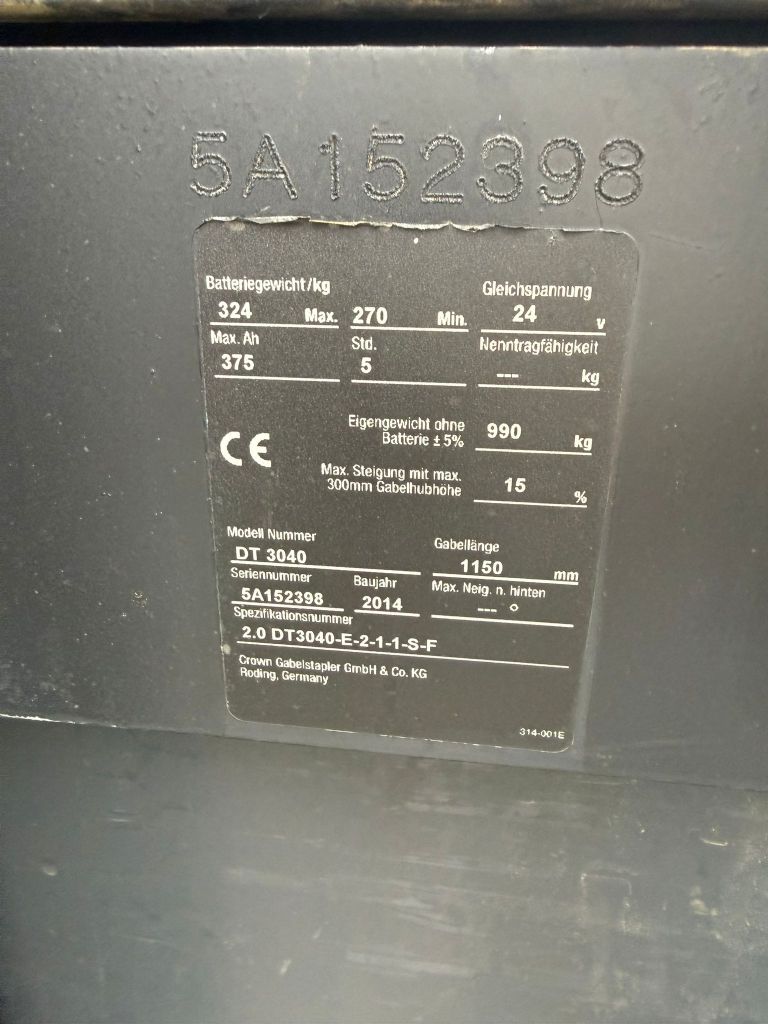 5A152398
Batteriegewicht/kg Gleichspannung
324 Max. 270 Min. 24 V
Max. Ah Std. Nenntragfähigkeit
375 5 --- kg
Eigengewicht ohne
Batterie ± 5% 990 kg
CE
Max. Steigung mit max.
300mm Gabelhubhöhe 15 %
Modell Nummer Gabellänge
DT 3040 1150 mm
Seriennummer Baujahr Max. Neig. n. hinten
5A152398 2014 --- °
Spezifikationsnummer
2.0 DT3040-E-2-1-1-S-F
Crown Gabelstapler GmbH & Co. KG
Roding, Germany
314-001E